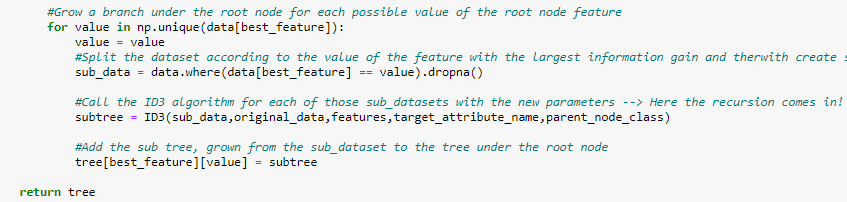 #Grow a branch under the root node for each possible value of the root node feature
for value in np.unique(data[best_feature]):
value = value
#Split the dataset according to the value of the feature with the largest information gain and therwith create
sub_data = data.where(data[best_feature] == value).dropna()
#Call the ID3 algorithm for each of those sub_datasets with the new parameters --> Here the recursion comes in!
subtree = ID3(sub_data,original_data,features,target_attribute_name,parent_node_class)
#Add the sub tree, grown from the sub_dataset to the tree under the root node
tree[best_feature][value] = subtree
return tree